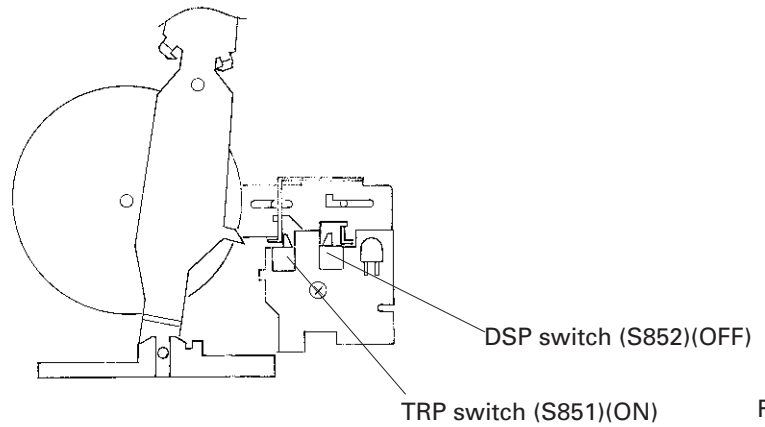 DSP switch (S852)(OFF)
TRP switch (S851)(ON)
F